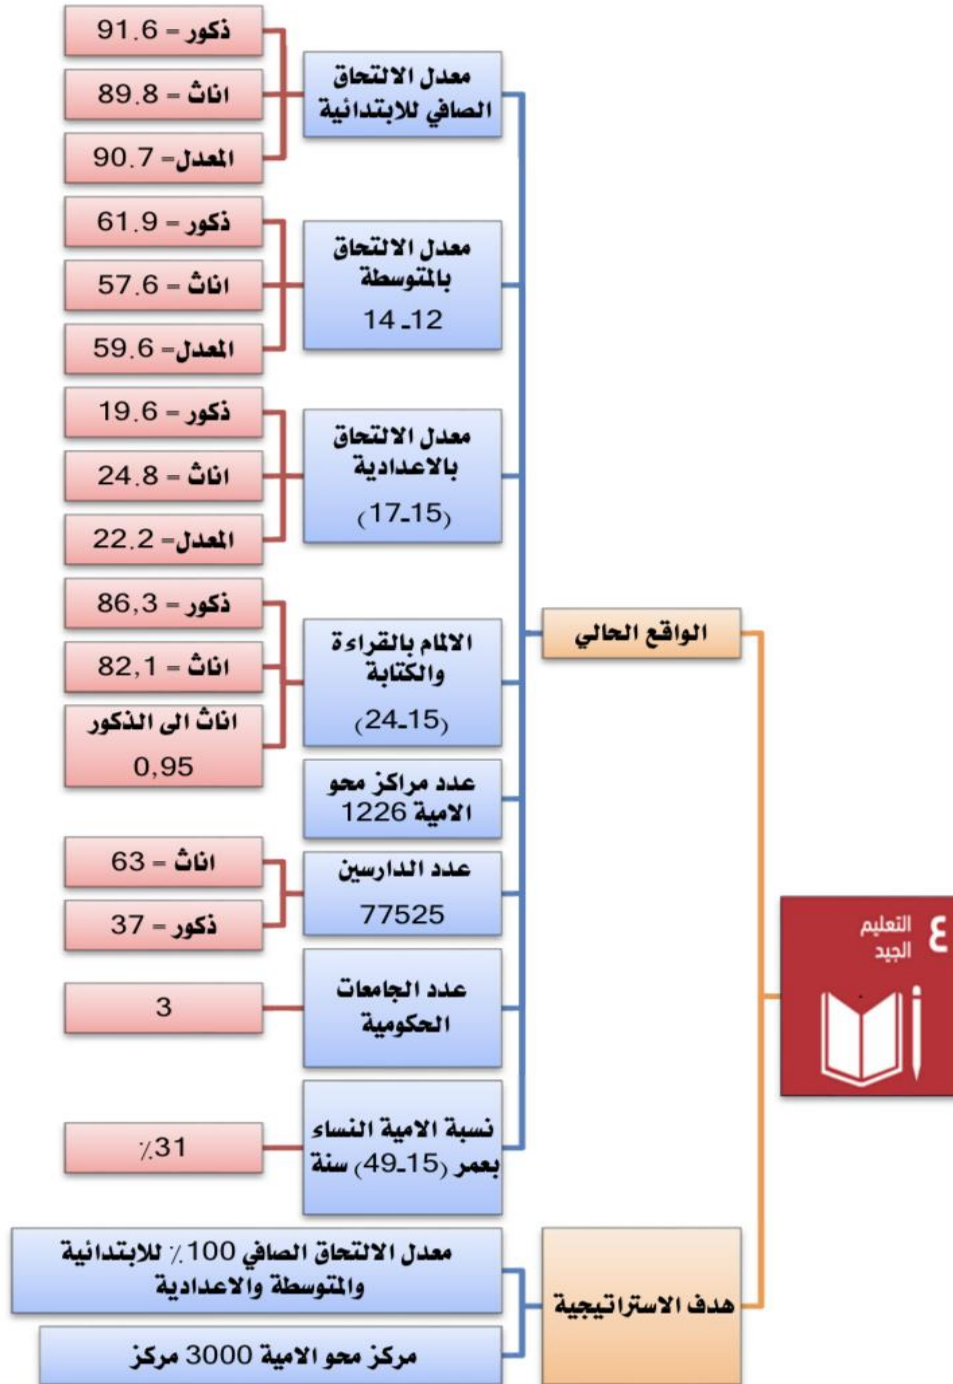 ٤ التعليم
الجيد
الواقع الحالي
معدل الالتحاق
الصافي للابتدائية
ذكور = 91.6
اناث = 89.8
المعدل= 90.7
معدل الالتحاق
بالمتوسطة
12ـ14
ذكور = 61.9
اناث = 57.6
المعدل= 59.6
معدل الالتحاق
بالاعدادية
(15ـ17)
ذكور = 19.6
اناث = 24.8
المعدل= 22.2
الالمام بالقراءة
والكتابة
(15ـ24)
ذكور = 86,3
اناث = 82,1
اناث الى الذكور
0,95
عدد مراكز محو
الامية 1226
عدد الدارسين
77525
اناث = 63
ذكور = 37
عدد الجامعات
الحكومية
3
نسبة الامية النساء
بعمر (15ـ49) سنة
31٪
هدف الاستراتيجية
معدل الالتحاق الصافي 100٪ للابتدائية
والمتوسطة والاعدادية
مركز محو الامية 3000 مركز